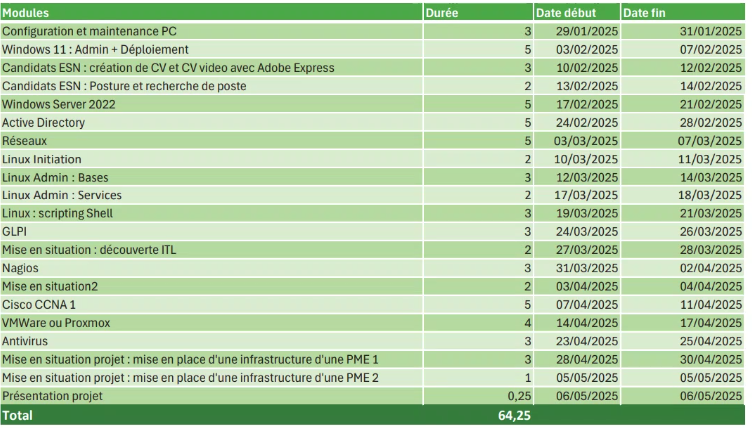 Modules Durée Date début Date fin
Configuration et maintenance PC 3 29/01/2025 31/01/2025
Windows 11 : Admin + Déploiement 5 03/02/2025 07/02/2025
Candidats ESN : création de CV et CV video avec Adobe Express 3 10/02/2025 12/02/2025
Candidats ESN : Posture et recherche de poste 2 13/02/2025 14/02/2025
Windows Server 2022 5 17/02/2025 21/02/2025
Active Directory 5 24/02/2025 28/02/2025
Réseaux 5 03/03/2025 07/03/2025
Linux Initiation 2 10/03/2025 11/03/2025
Linux Admin : Bases 3 12/03/2025 14/03/2025
Linux Admin : Services 2 17/03/2025 18/03/2025
Linux : scripting Shell 3 19/03/2025 21/03/2025
GLPI 3 24/03/2025 26/03/2025
Mise en situation : découverte ITL 2 27/03/2025 28/03/2025
Nagios 3 31/03/2025 02/04/2025
Mise en situation2 2 03/04/2025 04/04/2025
Cisco CCNA 1 5 07/04/2025 11/04/2025
VMWare ou Proxmox 4 14/04/2025 17/04/2025
Antivirus 3 23/04/2025 25/04/2025
Mise en situation projet : mise en place d'une infrastructure d'une PME 1 3 28/04/2025 30/04/2025
Mise en situation projet : mise en place d'une infrastructure d'une PME 2 1 05/05/2025 05/05/2025
Présentation projet 0,25 06/05/2025 06/05/2025
Total 64,25